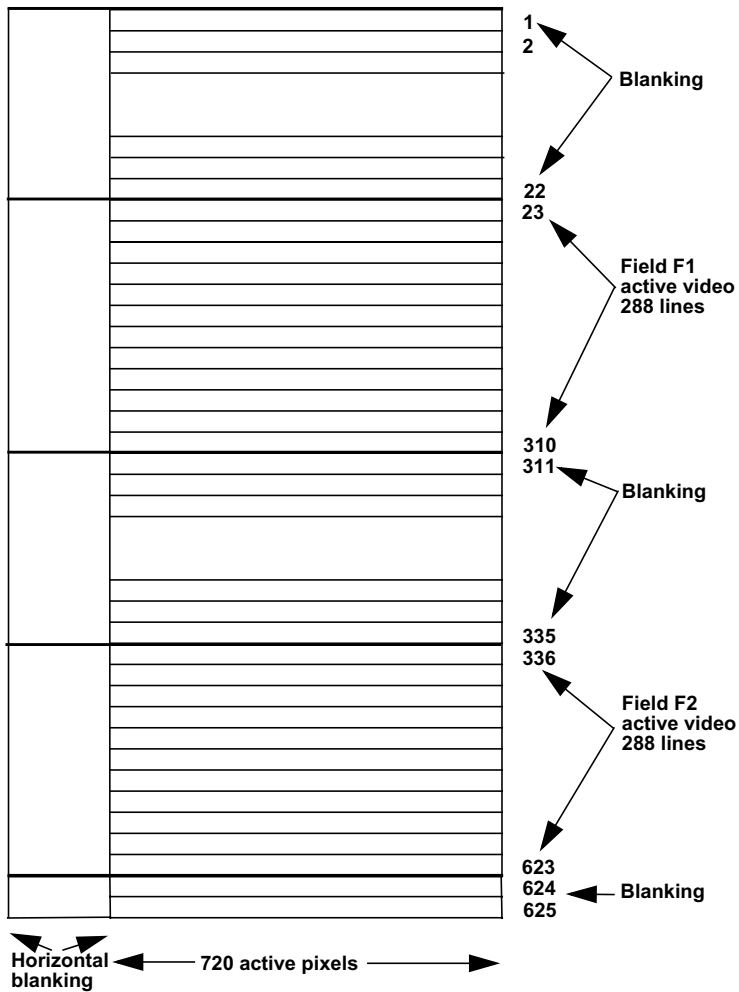 1
2
Blanking
22
23
Field F1
active video
288 lines
310
311
Blanking
335
336
Field F2
active video
288 lines
623
624
Blanking
625
Horizontal
blanking
720 active pixels